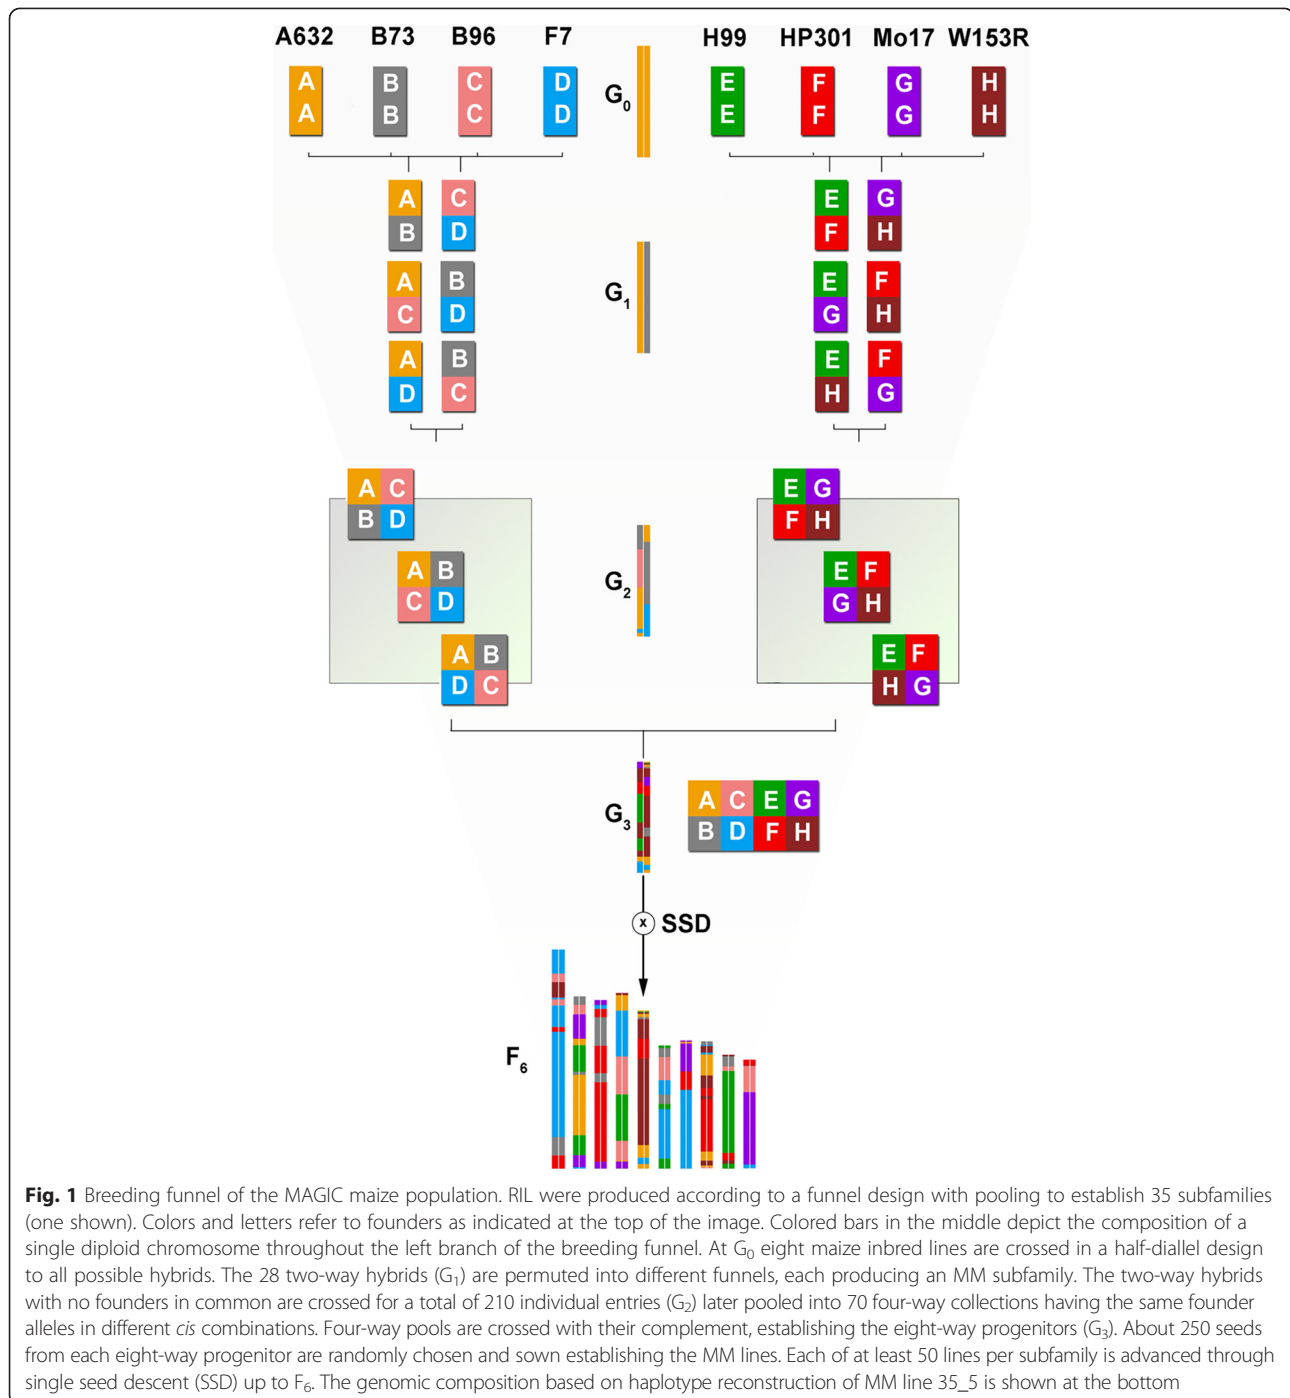 A632 B73 B96 F7 H99 HP301 Mo17 W153R
A B C D G0 E F G H
A B C D E F G H
A C E G
B D F H
A B G1 E F
C D G H
A B E F
D C H G
A C E G
B D F H
A B G2 E F
C D G H
A B E F
D C H G
G3
A C E G
B D F H
x SSD
F6
Fig. 1 Breeding funnel of the MAGIC maize population. RIL were produced according to a funnel design with pooling to establish 35 subfamilies
(one shown). Colors and letters refer to founders as indicated at the top of the image. Colored bars in the middle depict the composition of a
single diploid chromosome throughout the left branch of the breeding funnel. At G0 eight maize inbred lines are crossed in a half-diallel design
to all possible hybrids. The 28 two-way hybrids (G1) are permuted into different funnels, each producing an MM subfamily. The two-way hybrids
with no founders in common are crossed for a total of 210 individual entries (G2) later pooled into 70 four-way collections having the same founder
alleles in different cis combinations. Four-way pools are crossed with their complement, establishing the eight-way progenitors (G3). About 250 seeds
from each eight-way progenitor are randomly chosen and sown establishing the MM lines. Each of at least 50 lines per subfamily is advanced through
single seed descent (SSD) up to F6. The genomic composition based on haplotype reconstruction of MM line 35_5 is shown at the bottom